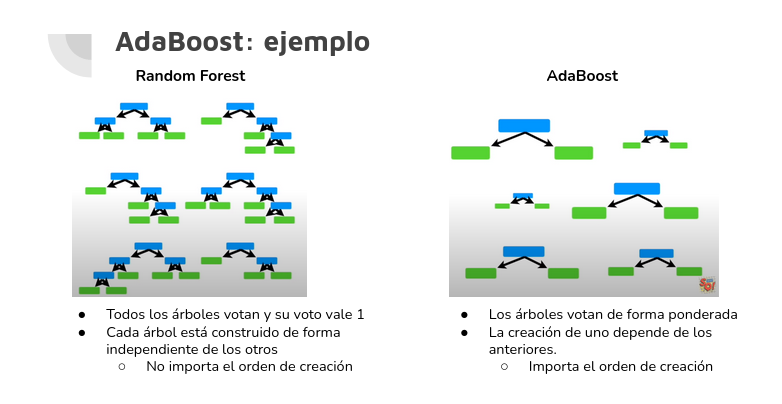 AdaBoost: ejemplo
Random Forest
● Todos los árboles votan y su voto vale 1
● Cada árbol está construido de forma
independiente de los otros
○ No importa el orden de creación
AdaBoost
● Los árboles votan de forma ponderada
● La creación de uno depende de los
anteriores.
○ Importa el orden de creación